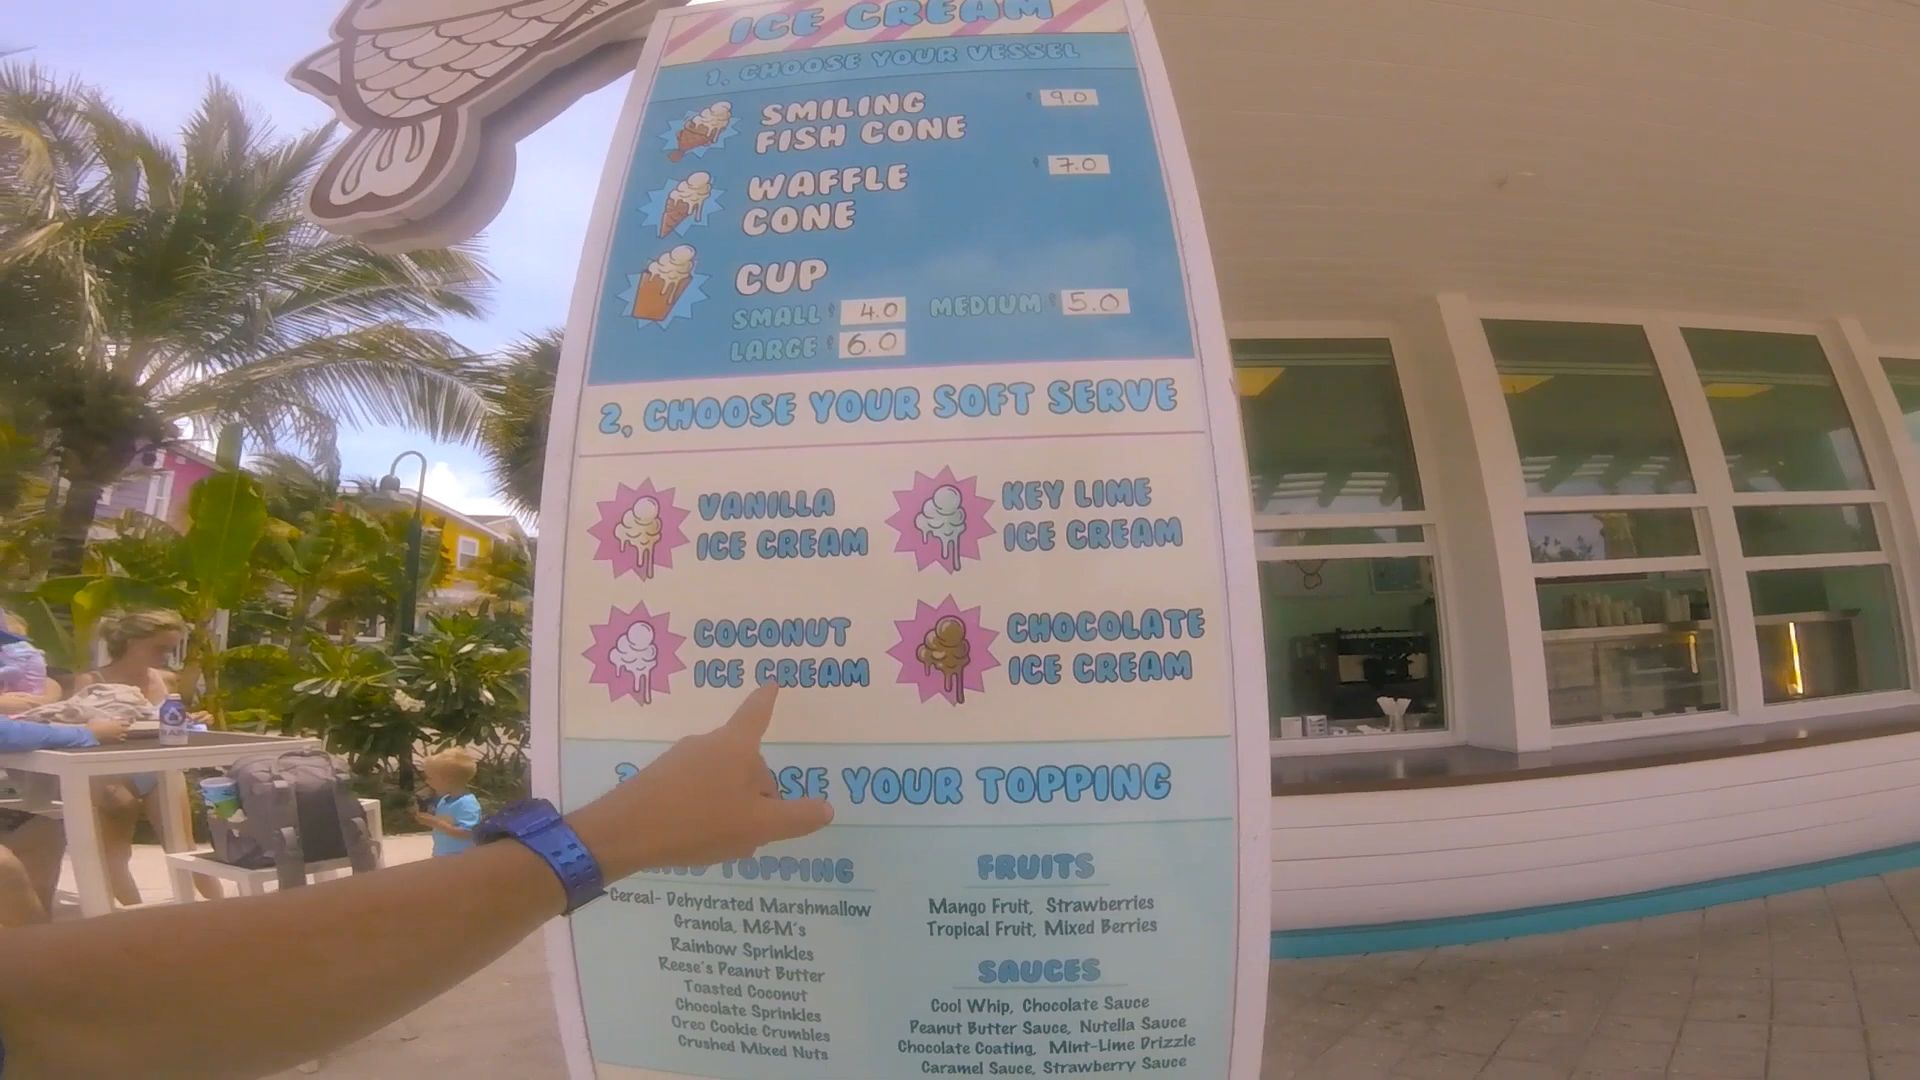 ICE CREAM
1. CHOOSE YOUR VESSEL
SMILING
FISH CONE
$ 9.0
WAFFLE
CONE
$ 7.0
CUP
SMALL $ 4.0 MEDIUM $ 5.0
LARGE $ 6.0
2, CHOOSE YOUR SOFT SERVE
VANILLA
ICE CREAM
KEY LIME
ICE CREAM
COCONUT
ICE CREAM
CHOCOLATE
ICE CREAM
YOUR TOPPING
TOPPING
Cereal- Dehydrated Marshmallow
Granola, M&M's
Rainbow Sprinkles
Reese's Peanut Butter
Toasted Coconut
Chocolate Sprinkles
Oreo Cookie Crumbles
Crushed Mixed Nuts
FRUITS
Mango Fruit, Strawberries
Tropical Fruit, Mixed Berries
SAUCES
Cool Whip, Chocolate Sauce
Peanut Butter Sauce, Nutella Sauce
Chocolate Coating, Mint-Lime Drizzle
Caramel Sauce, Strawberry Sauce